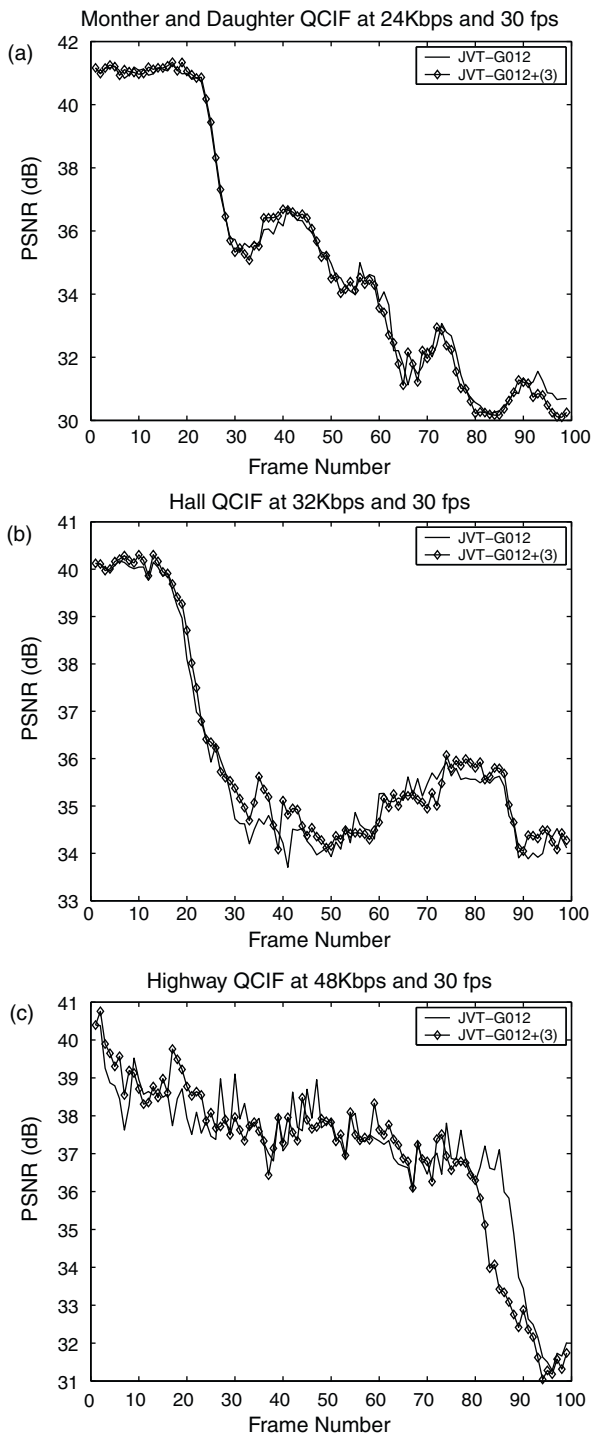 Monther and Daughter QCIF at 24Kbps and 30 fps
(a)
42
40
38
36
34
32
30
PSNR (dB)
JVT−G012
JVT−G012+(3)
0 10 20 30 40 50 60 70 80 90 100
Frame Number
Hall QCIF at 32Kbps and 30 fps
(b)
41
40
39
38
37
36
35
34
33
PSNR (dB)
JVT−G012
JVT−G012+(3)
0 10 20 30 40 50 60 70 80 90 100
Frame Number
Highway QCIF at 48Kbps and 30 fps
(c)
41
40
39
38
37
36
35
34
33
32
31
PSNR (dB)
JVT−G012
JVT−G012+(3)
0 10 20 30 40 50 60 70 80 90 100
Frame Number